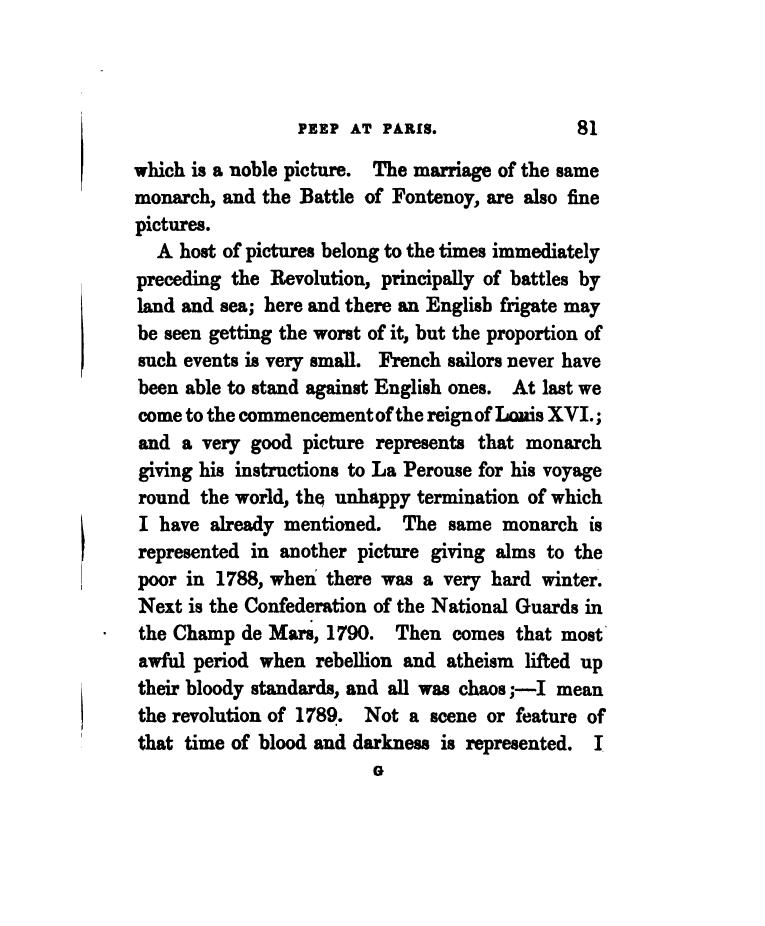 PEEP AT PARIS. 81
which is a noble picture. The marriage of the same
monarch, and the Battle of Fontenoy, are also fine
pictures.
A host of pictures belong to the times immediately
preceding the Revolution, principally of battles by
land and sea; here and there an English frigate may
be seen getting the worst of it, but the proportion of
such events is very small. French sailors never have
been able to stand against English ones. At last we
come to the commencement of the reign of Louis XVI.;
and a very good picture represents that monarch
giving his instructions to La Perouse for his voyage
round the world, the unhappy termination of which
I have already mentioned. The same monarch is
represented in another picture giving alms to the
poor in 1788, when there was a very hard winter.
Next is the Confederation of the National Guards in
the Champ de Mars, 1790. Then comes that most
awful period when rebellion and atheism lifted up
their bloody standards, and all was chaos;—I mean
the revolution of 1789. Not a scene or feature of
that time of blood and darkness is represented. I
G